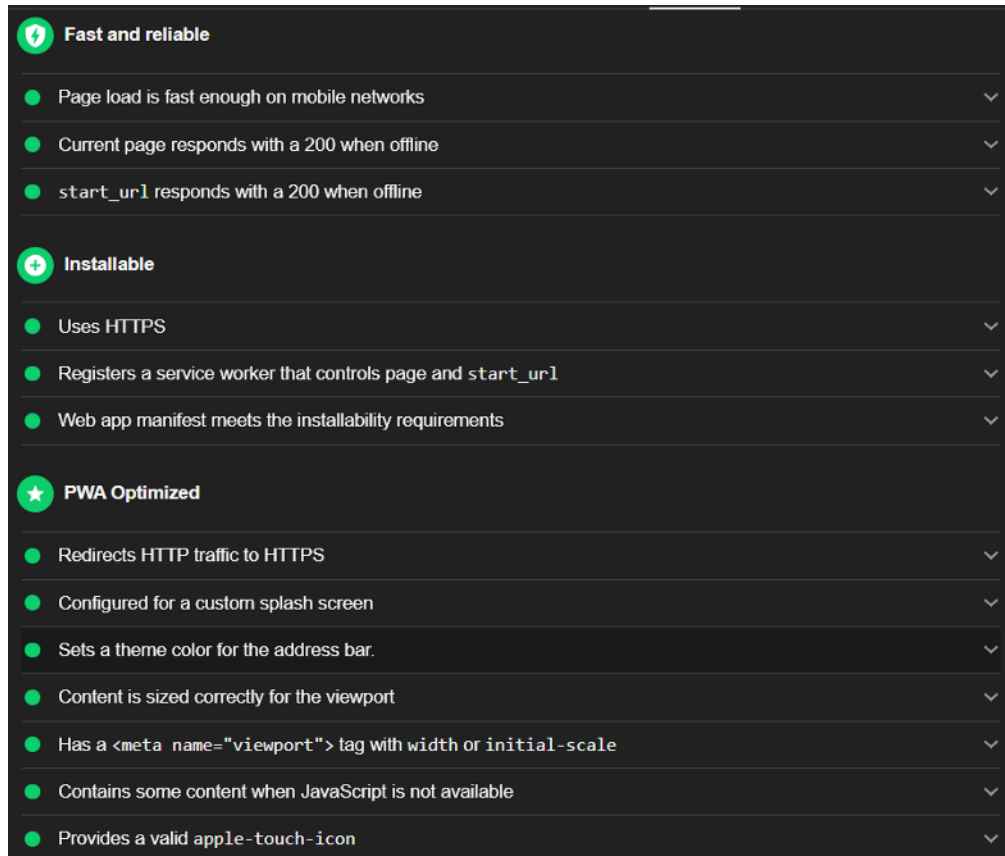 Fast and reliable
Page load is fast enough on mobile networks
Current page responds with a 200 when offline
start_url responds with a 200 when offline
Installable
Uses HTTPS
Registers a service worker that controls page and start_url
Web app manifest meets the installability requirements
PWA Optimized
Redirects HTTP traffic to HTTPS
Configured for a custom splash screen
Sets a theme color for the address bar.
Content is sized correctly for the viewport
Has a <meta name="viewport"> tag with width or initial-scale
Contains some content when JavaScript is not available
Provides a valid apple-touch-icon